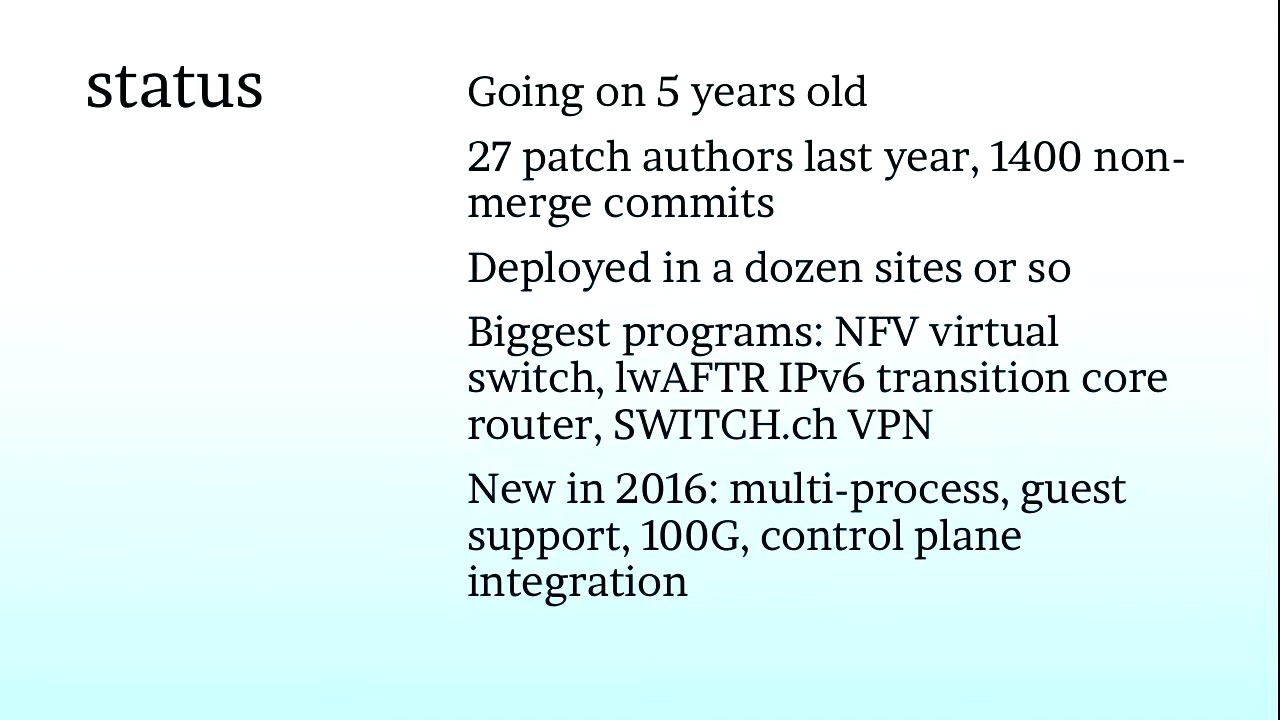 status
Going on 5 years old
27 patch authors last year, 1400 non-
merge commits
Deployed in a dozen sites or so
Biggest programs: NFV virtual
switch, lwAFTR IPv6 transition core
router, SWITCH.ch VPN
New in 2016: multi-process, guest
support, 100G, control plane
integration